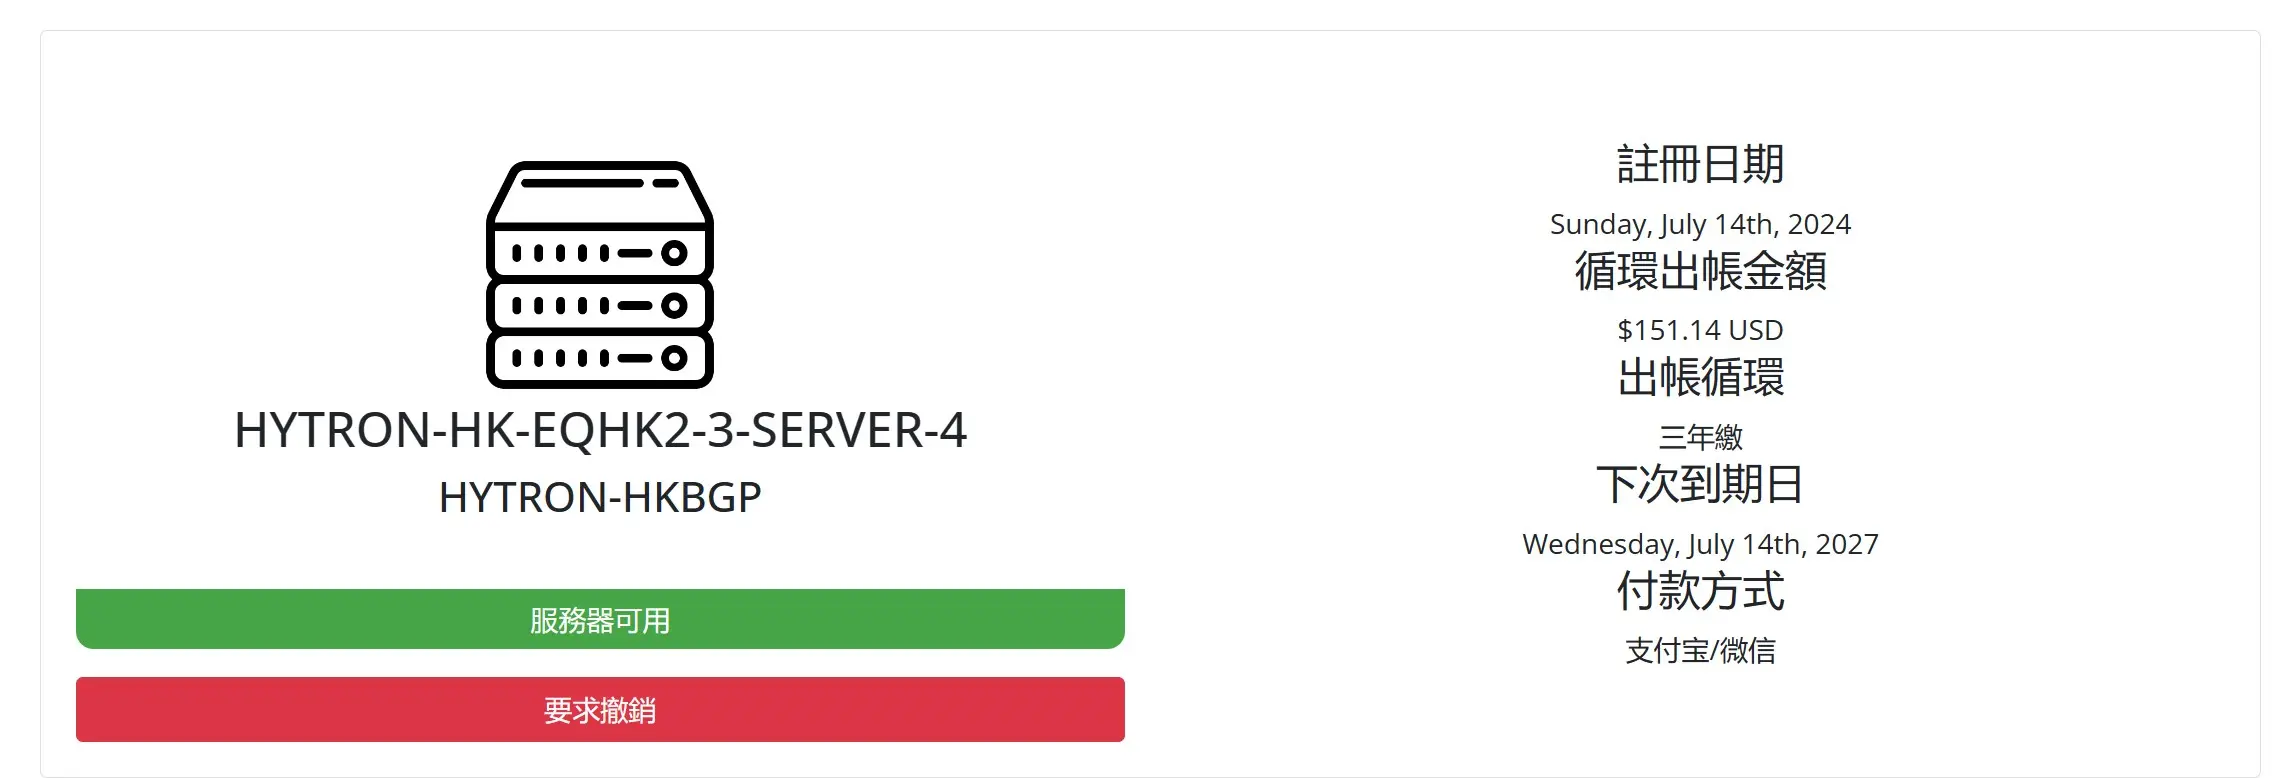 HYTRON-HK-EQHK2-3-SERVER-4
HYTRON-HKBGP
服務器可用
要求撤銷
註冊日期
Sunday, July 14th, 2024
循環出帳金額
$151.14 USD
出帳循環
三年繳
下次到期日
Wednesday, July 14th, 2027
付款方式
支付宝/微信